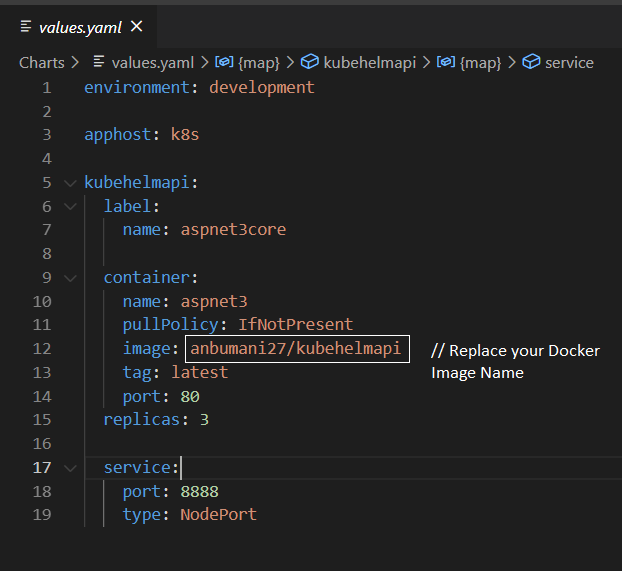 values.yaml
Charts > values.yaml > {map} > kubehelmapi > {map} > service
1 environment: development
2
3 apphost: k8s
4
5 kubehelmapi:
6 label:
7 name: aspnet3core
8
9 container:
10 name: aspnet3
11 pullPolicy: IfNotPresent
12 image: anbumani27/kubehelmapi // Replace your Docker
13 tag: latest Image Name
14 port: 80
15 replicas: 3
16
17 service:
18 port: 8888
19 type: NodePort